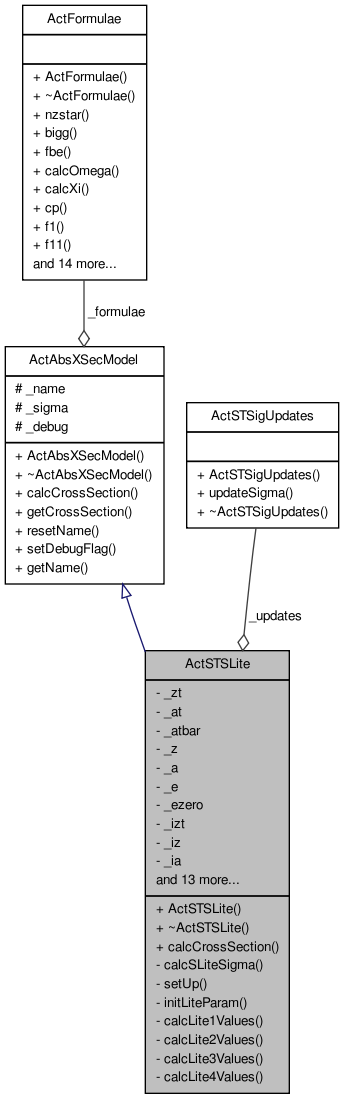 ActFormulae
+ ActFormulae()
+ ~ActFormulae()
+ nzstar()
+ bigg()
+ fbe()
+ calcOmega()
+ calcXi()
+ cp()
+ f1()
+ f11()
and 14 more...
_formulae
ActAbsXSecModel
# _name
# _sigma
# _debug
+ ActAbsXSecModel()
+ ~ActAbsXSecModel()
+ calcCrossSection()
+ getCrossSection()
+ resetName()
+ setDebugFlag()
+ getName()
ActSTSigUpdates
+ ActSTSigUpdates()
+ updateSigma()
+ ~ActSTSigUpdates()
_updates
ActSTSLite
- _zt
- _at
- _atbar
- _z
- _a
- _e
- _ezero
- _izt
- _iz
- _ia
and 13 more...
+ ActSTSLite()
+ ~ActSTSLite()
+ calcCrossSection()
- calcSLiteSigma()
- setUp()
- initLiteParam()
- calcLite1Values()
- calcLite2Values()
- calcLite3Values()
- calcLite4Values()